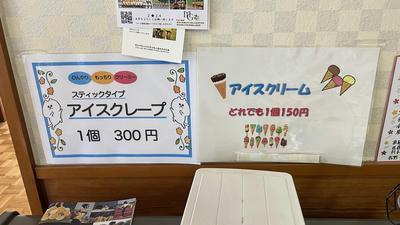 ひんやり もっちり クリーミー
スティックタイプ
アイスクレープ
1個 300円
アイスクリーム
どれでも1個150円